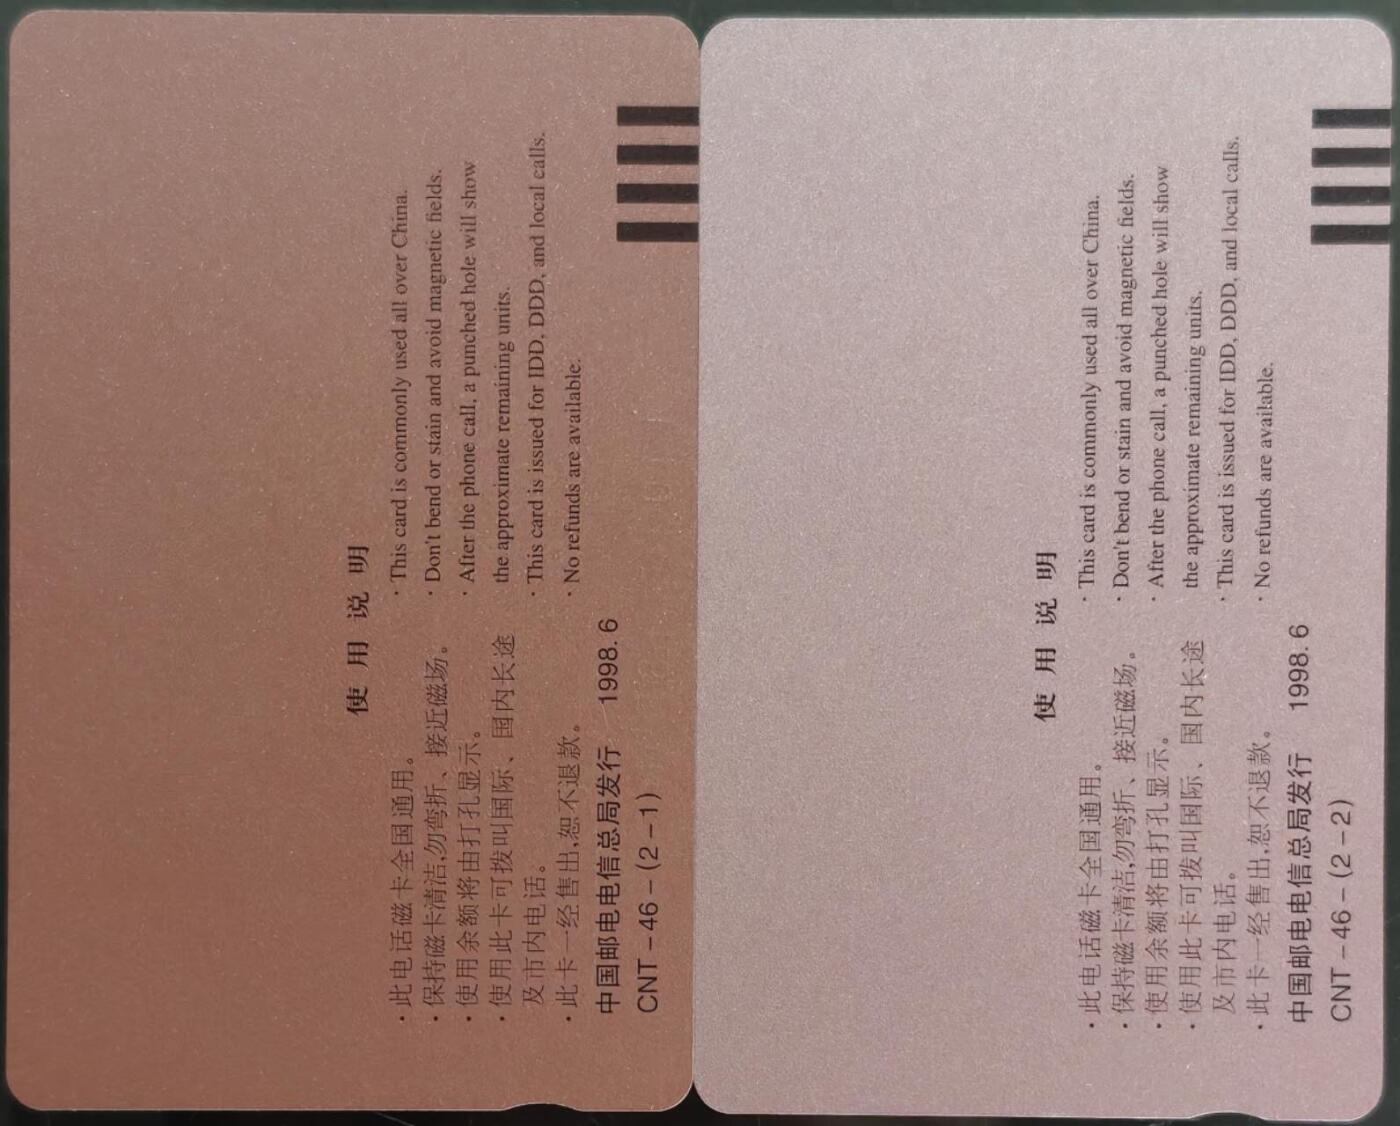 使用说明
· 此电话磁卡全国通用。
· 保持磁卡清洁,勿弯折、接近磁场。
· 使用余额将由打孔显示。
· 使用此卡可拨叫国际、国内长途
及市内电话。
· 此卡一经售出,恕不退款。
· This card is commonly used all over China.
· Don't bend or stain and avoid magnetic fields.
· After the phone call, a punched hole will show
the approximate remaining units.
· This card is issued for IDD, DDD, and local calls.
· No refunds are available.
中国邮电电信总局发行 1998.6
CNT-46-(2-1)
使用说明
· 此电话磁卡全国通用。
· 保持磁卡清洁,勿弯折、接近磁场。
· 使用余额将由打孔显示。
· 使用此卡可拨叫国际、国内长途
及市内电话。
· 此卡一经售出,恕不退款。
· This card is commonly used all over China.
· Don't bend or stain and avoid magnetic fields.
· After the phone call, a punched hole will show
the approximate remaining units.
· This card is issued for IDD, DDD, and local calls.
· No refunds are available.
中国邮电电信总局发行 1998.6
CNT-46-(2-2)